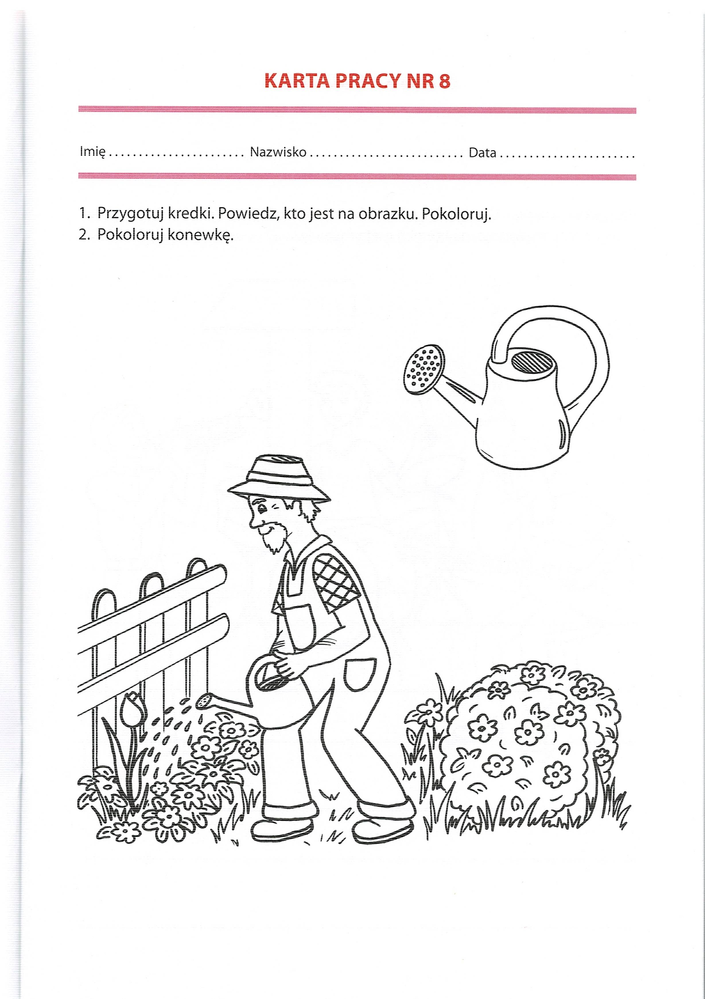 KARTA PRACY NR 8
Imię...................... Nazwisko......................... Data......................
1. Przygotuj kredki. Powiedz, kto jest na obrazku. Pokoloruj.
2. Pokoloruj konewkę.